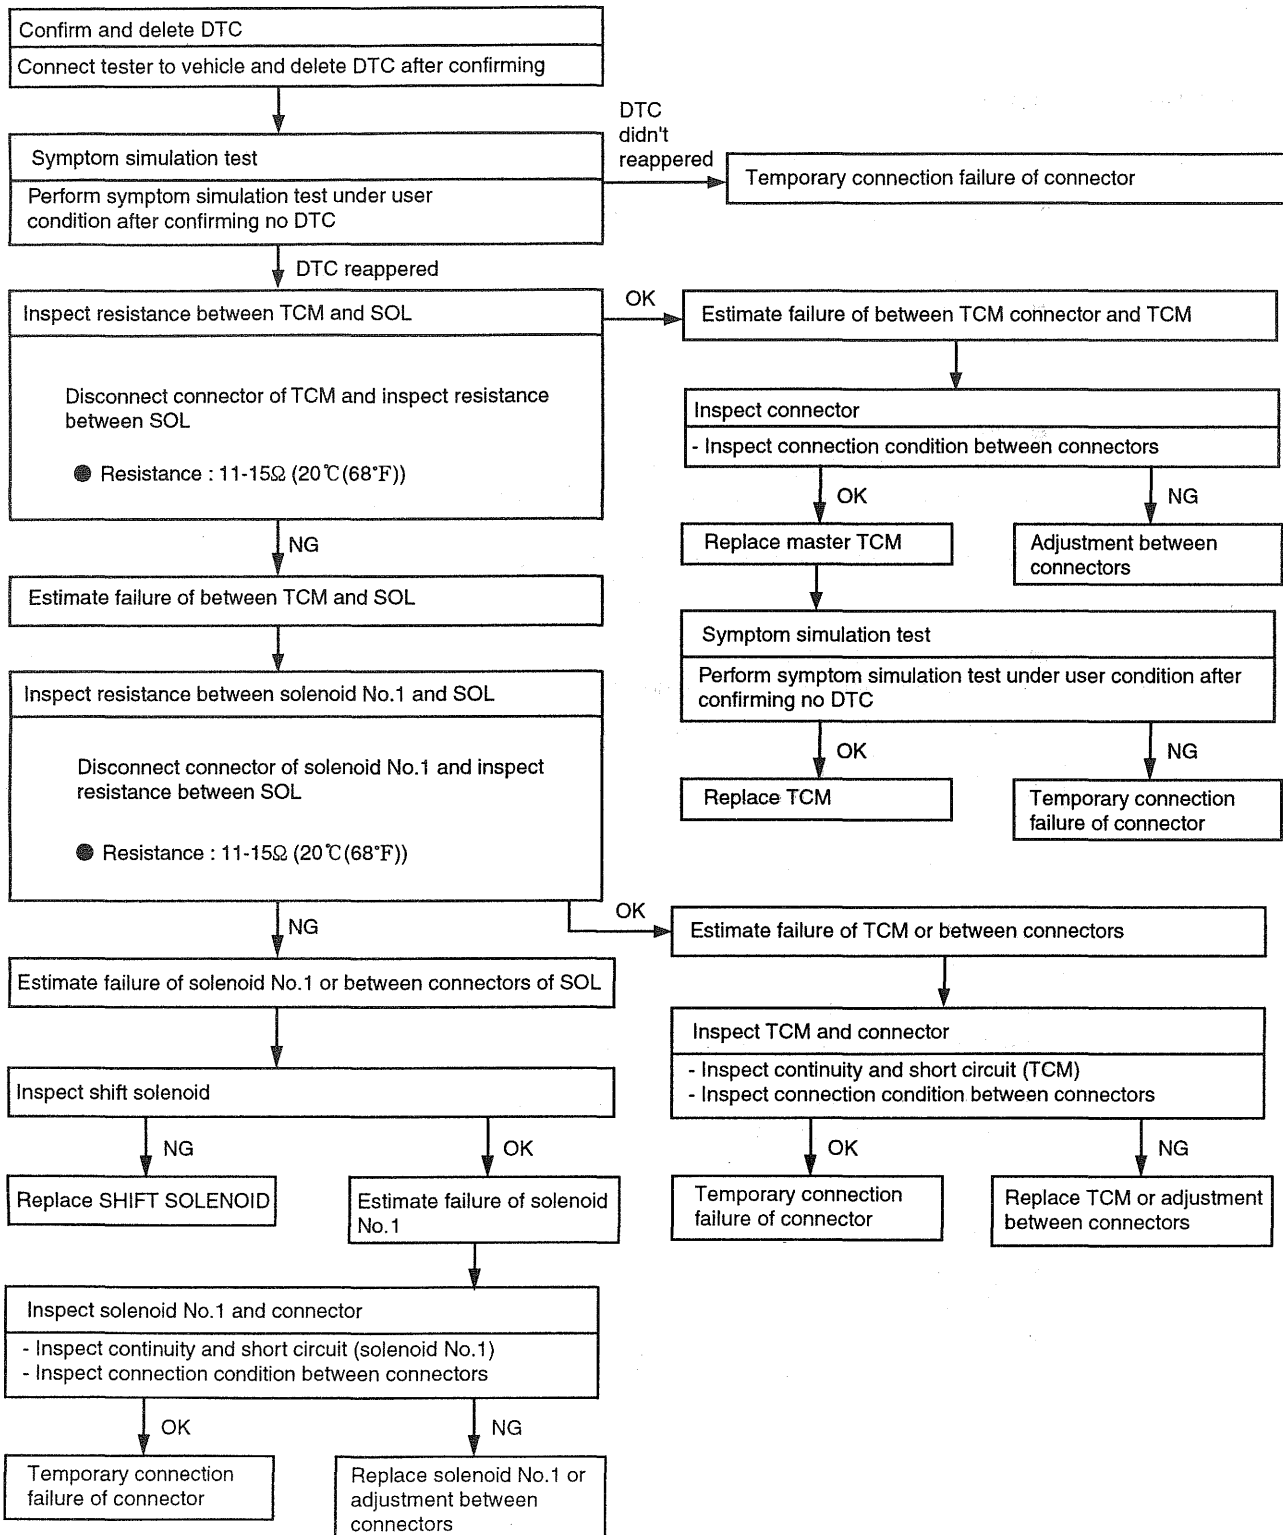 Confirm and delete DTC
Connect tester to vehicle and delete DTC after confirming
DTC
didn't
reappered
Symptom simulation test
Perform symptom simulation test under user
condition after confirming no DTC
Temporary connection failure of connector
DTC reappered
Inspect resistance between TCM and SOL
Disconnect connector of TCM and inspect resistance
between SOL
● Resistance : 11-15Ω (20℃(68°F))
OK
Estimate failure of between TCM connector and TCM
Inspect connector
- Inspect connection condition between connectors
OK
NG
Replace master TCM
Adjustment between
connectors
Symptom simulation test
Perform symptom simulation test under user condition after
confirming no DTC
OK
NG
Replace TCM
Temporary connection
failure of connector
NG
Estimate failure of between TCM and SOL
Inspect resistance between solenoid No.1 and SOL
Disconnect connector of solenoid No.1 and inspect
resistance between SOL
● Resistance : 11-15Ω (20℃(68°F))
OK
Estimate failure of TCM or between connectors
Inspect TCM and connector
- Inspect continuity and short circuit (TCM)
- Inspect connection condition between connectors
OK
NG
Temporary connection
failure of connector
Replace TCM or adjustment
between connectors
NG
Estimate failure of solenoid No.1 or between connectors of SOL
Inspect shift solenoid
NG
OK
Replace SHIFT SOLENOID
Estimate failure of solenoid
No.1
Inspect solenoid No.1 and connector
- Inspect continuity and short circuit (solenoid No.1)
- Inspect connection condition between connectors
OK
NG
Temporary connection
failure of connector
Replace solenoid No.1 or
adjustment between
connectors